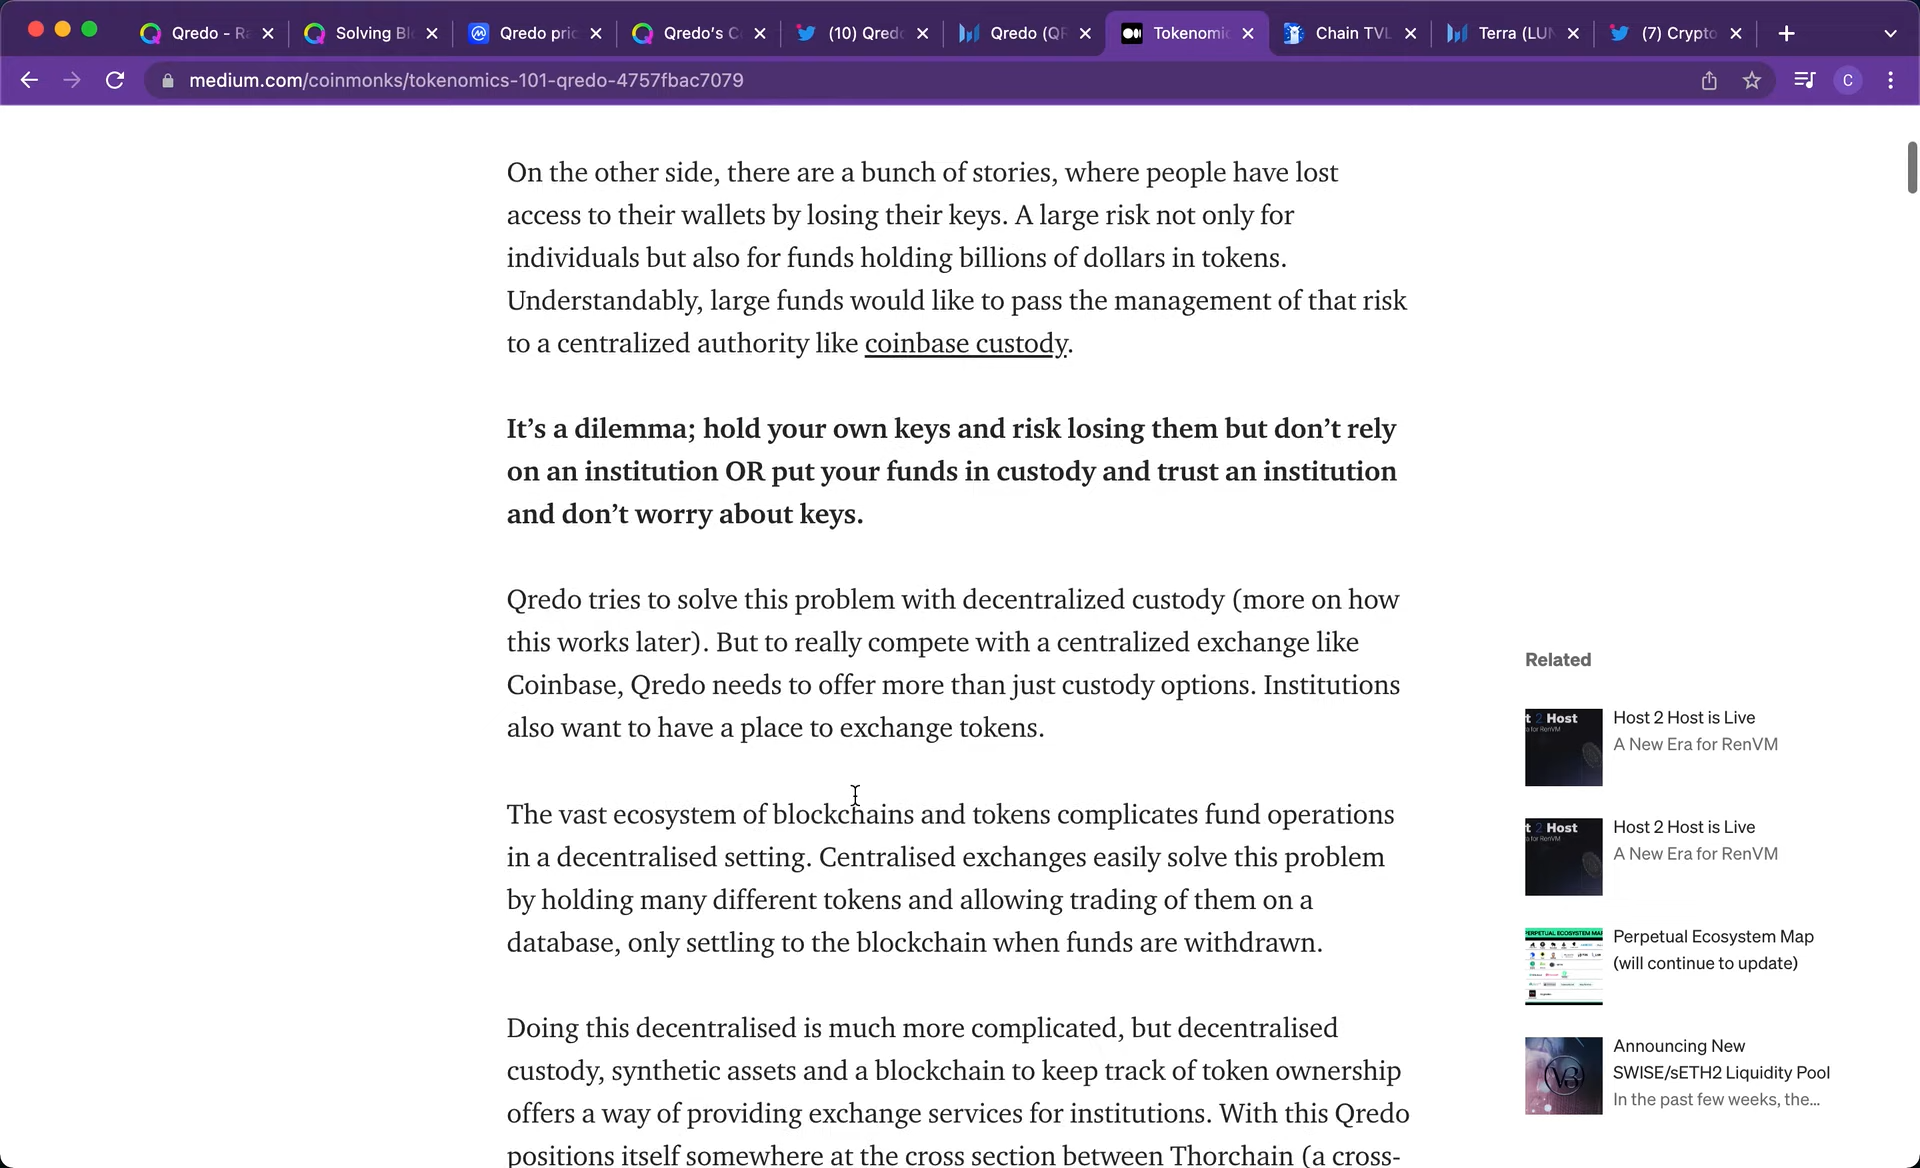 Qredo - R
Solving Bl
Qredo pric
Qredo's C
(10) Qredo
Qredo (QR
Tokenomic
Chain TVL
Terra (LUN
(7) Crypto
medium.com/coinmonks/tokenomics-101-qredo-4757fbac7079
C
On the other side, there are a bunch of stories, where people have lost
access to their wallets by losing their keys. A large risk not only for
individuals but also for funds holding billions of dollars in tokens.
Understandably, large funds would like to pass the management of that risk
to a centralized authority like coinbase custody.
It’s a dilemma; hold your own keys and risk losing them but don’t rely
on an institution OR put your funds in custody and trust an institution
and don’t worry about keys.
Qredo tries to solve this problem with decentralized custody (more on how
this works later). But to really compete with a centralized exchange like
Coinbase, Qredo needs to offer more than just custody options. Institutions
also want to have a place to exchange tokens.
The vast ecosystem of blockchains and tokens complicates fund operations
in a decentralised setting. Centralised exchanges easily solve this problem
by holding many different tokens and allowing trading of them on a
database, only settling to the blockchain when funds are withdrawn.
Doing this decentralised is much more complicated, but decentralised
custody, synthetic assets and a blockchain to keep track of token ownership
offers a way of providing exchange services for institutions. With this Qredo
positions itself somewhere at the cross section between Thorchain (a cross-
Related
t 2 Host
Host 2 Host is Live
A New Era for RenVM
t 2 Host
Host 2 Host is Live
A New Era for RenVM
PERPETUAL ECOSYSTEM MAP
Perpetual Ecosystem Map
(will continue to update)
Announcing New
SWISE/sETH2 Liquidity Pool
In the past few weeks, the...